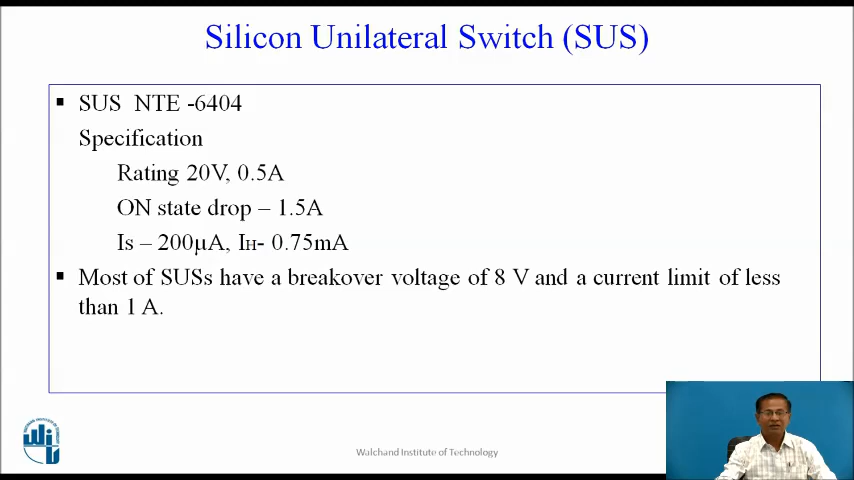 Silicon Unilateral Switch (SUS)
▪ SUS NTE -6404
Specification
Rating 20V, 0.5A
ON state drop – 1.5A
Is – 200µA, IH- 0.75mA
▪ Most of SUSs have a breakover voltage of 8 V and a current limit of less
than 1 A.
Walchand Institute of Technology